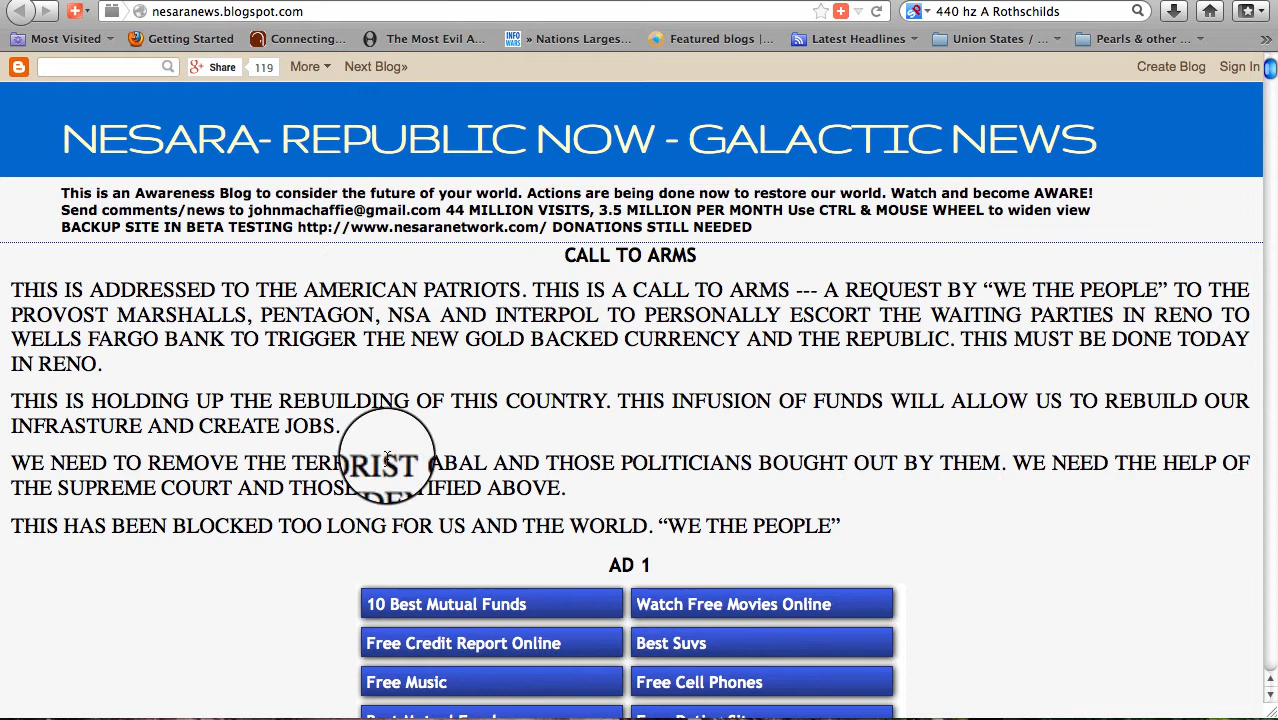 nesaranews.blogspot.com
440 hz A Rothschilds
Most Visited
Getting Started
Connecting...
The Most Evil A...
INFO WARS
» Nations Larges...
Featured blogs |...
Latest Headlines
Union States / ...
Pearls & other ...
»
Share
119
More
Next Blog»
Create Blog
Sign In
NESARA- REPUBLIC NOW - GALACTIC NEWS
This is an Awareness Blog to consider the future of your world. Actions are being done now to restore our world. Watch and become AWARE!
Send comments/news to johnmachaffie@gmail.com 44 MILLION VISITS, 3.5 MILLION PER MONTH Use CTRL & MOUSE WHEEL to widen view
BACKUP SITE IN BETA TESTING http://www.nesaranetwork.com/ DONATIONS STILL NEEDED
CALL TO ARMS
THIS IS ADDRESSED TO THE AMERICAN PATRIOTS. THIS IS A CALL TO ARMS --- A REQUEST BY “WE THE PEOPLE” TO THE
PROVOST MARSHALLS, PENTAGON, NSA AND INTERPOL TO PERSONALLY ESCORT THE WAITING PARTIES IN RENO TO
WELLS FARGO BANK TO TRIGGER THE NEW GOLD BACKED CURRENCY AND THE REPUBLIC. THIS MUST BE DONE TODAY
IN RENO.
THIS IS HOLDING UP THE REBUILDING OF THIS COUNTRY. THIS INFUSION OF FUNDS WILL ALLOW US TO REBUILD OUR
INFRASTURE AND CREATE JOBS.
WE NEED TO REMOVE THE TERRORIST CABAL AND THOSE POLITICIANS BOUGHT OUT BY THEM. WE NEED THE HELP OF
THE SUPREME COURT AND THOSE IDENTIFIED ABOVE.
THIS HAS BEEN BLOCKED TOO LONG FOR US AND THE WORLD. “WE THE PEOPLE”
AD 1
10 Best Mutual Funds
Watch Free Movies Online
Free Credit Report Online
Best Suvs
Free Music
Free Cell Phones